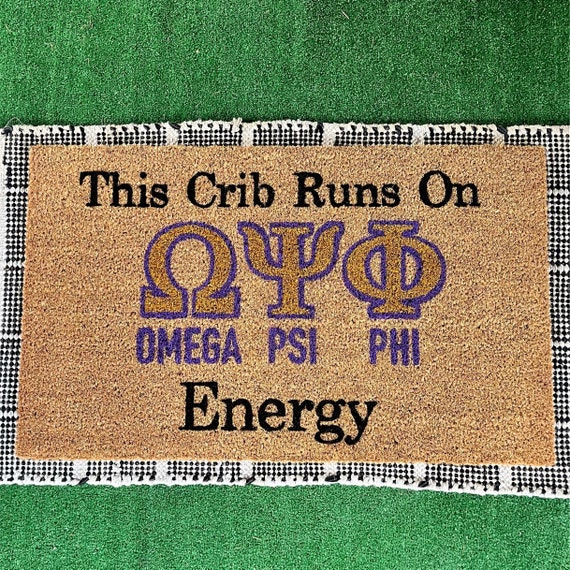 This Crib Runs On
ΩΨΦ
OMEGA PSI PHI
Energy